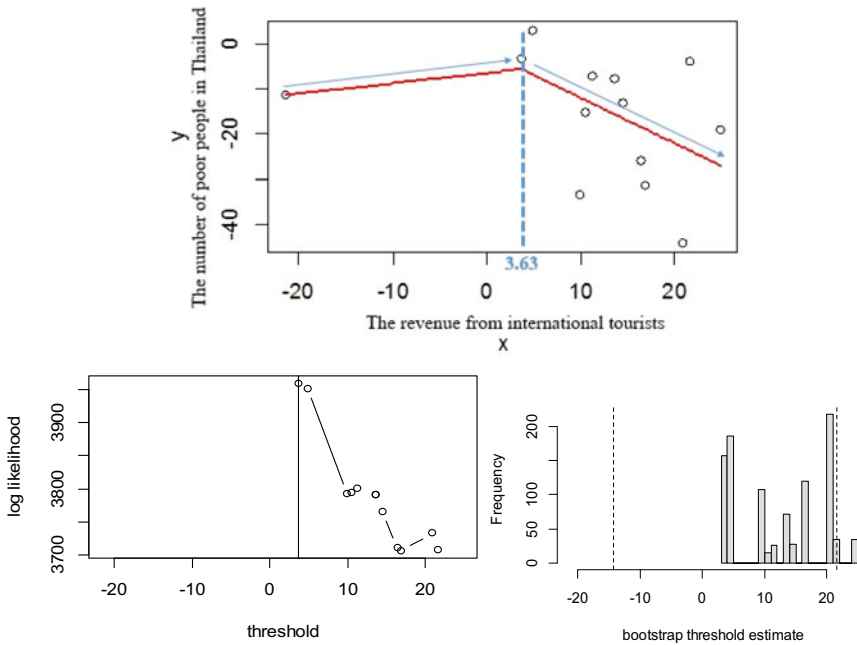 y
The number of poor people in Thailand
0
-20
-40
3.63
-20 -10 0 10 20
The revenue from international tourists
x
log likelihood
3900
3800
3700
-20 -10 0 10 20
threshold
Frequency
200
100
50
0
-20 -10 0 10 20
bootstrap threshold estimate